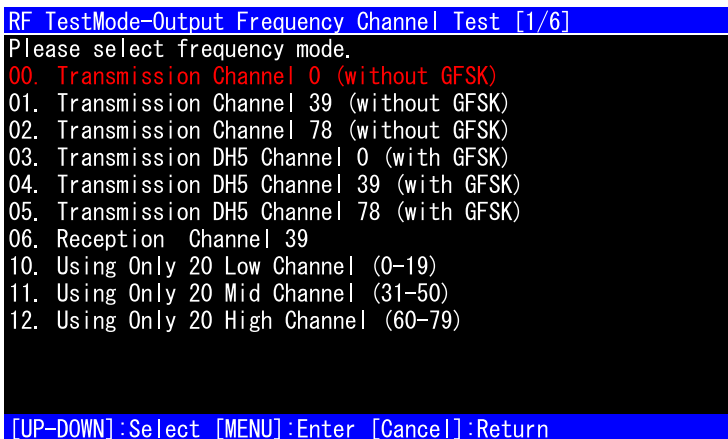 RF TestMode-Output Frequency Channel Test [1/6]
Please select frequency mode.
00. Transmission Channel 0 (without GFSK)
01. Transmission Channel 39 (without GFSK)
02. Transmission Channel 78 (without GFSK)
03. Transmission DH5 Channel 0 (with GFSK)
04. Transmission DH5 Channel 39 (with GFSK)
05. Transmission DH5 Channel 78 (with GFSK)
06. Reception  Channel 39
10. Using Only 20 Low Channel (0-19)
11. Using Only 20 Mid Channel (31-50)
12. Using Only 20 High Channel (60-79)
[UP-DOWN]:Select [MENU]:Enter [Cancel]:Return